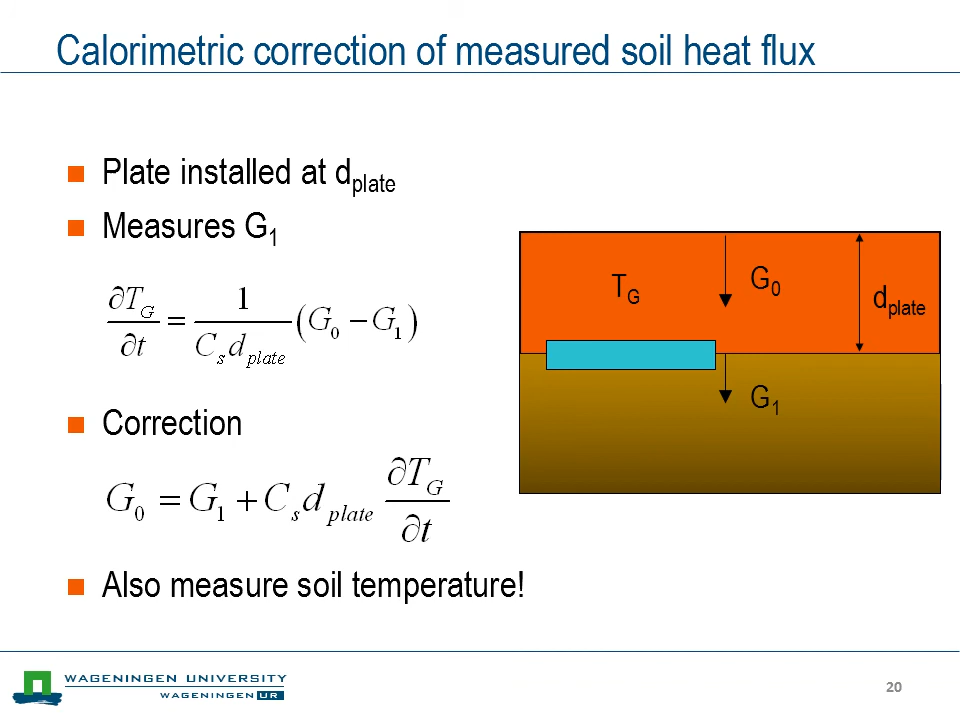 Calorimetric correction of measured soil heat flux
■ Plate installed at d_plate
■ Measures G_1
∂T_G/∂t = 1/(C_s d_plate) (G_0 − G_1)
■ Correction
G_0 = G_1 + C_s d_plate ∂T_G/∂t
■ Also measure soil temperature!
T_G
G_0
d_plate
G_1
WAGENINGEN UNIVERSITY
WAGENINGEN UR
20